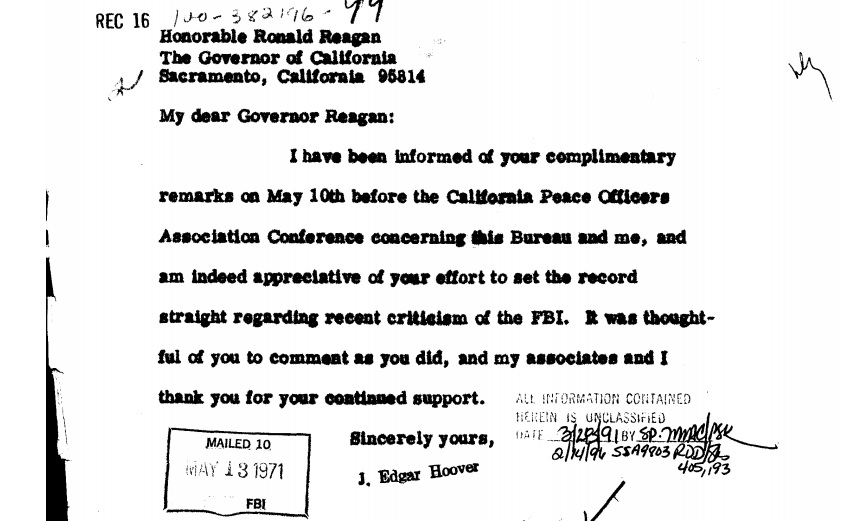 REC 16 100-382196-
Honorable Ronald Reagan
The Governor of California
Sacramento, California 95814
My dear Governor Reagan:
I have been informed of your complimentary
remarks on May 10th before the California Peace Officers
Association Conference concerning this Bureau and me, and
am indeed appreciative of your effort to set the record
straight regarding recent criticism of the FBI. It was thought-
ful of you to comment as you did, and my associates and I
thank you for your continued support.
ALL INFORMATION CONTAINED
HEREIN IS UNCLASSIFIED
DATE 3/28/91 BY
Sincerely yours,
J. Edgar Hoover
405,193
MAILED 10
MAY 13 1971
FBI